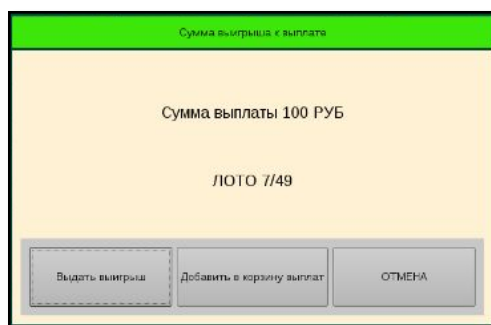 Сумма выигрыша к выплате
Сумма выплаты 100 РУБ
ЛОТО 7/49
Выдать выигрыш
Добавить в корзину выплат
ОТМЕНА